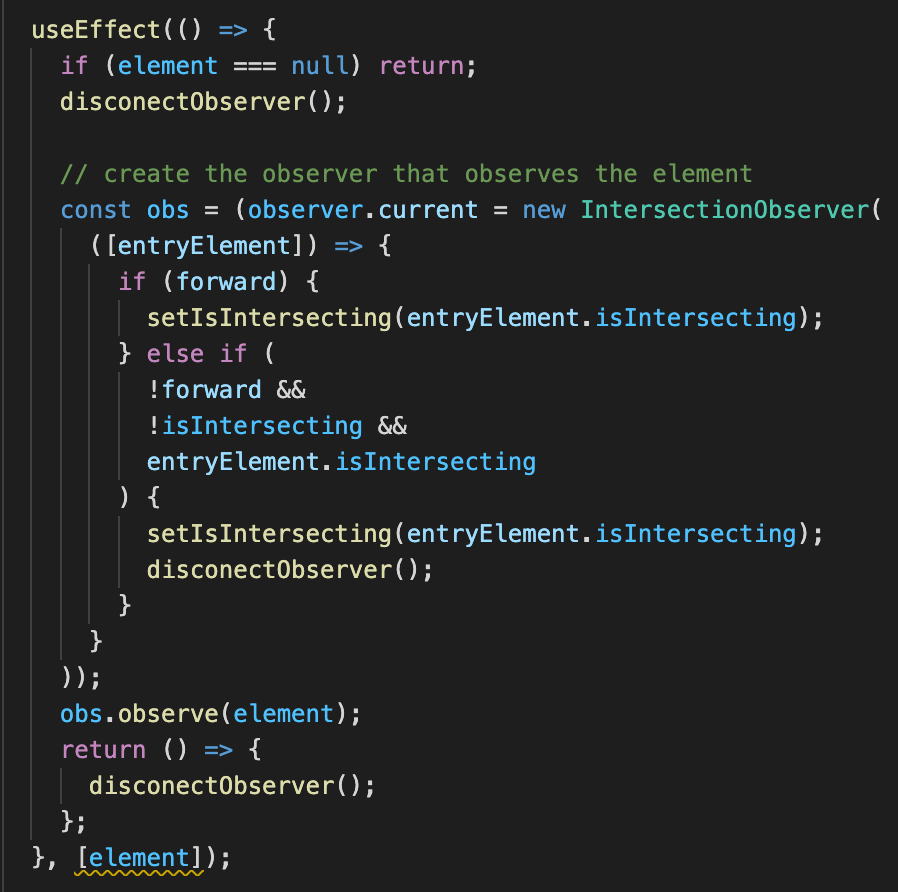 useEffect(() => {
if (element === null) return;
disconectObserver();
// create the observer that observes the element
const obs = (observer.current = new IntersectionObserver(
([entryElement]) => {
if (forward) {
setIsIntersecting(entryElement.isIntersecting);
} else if (
!forward &&
!isIntersecting &&
entryElement.isIntersecting
) {
setIsIntersecting(entryElement.isIntersecting);
disconectObserver();
}
}
));
obs.observe(element);
return () => {
disconectObserver();
};
}, [element]);